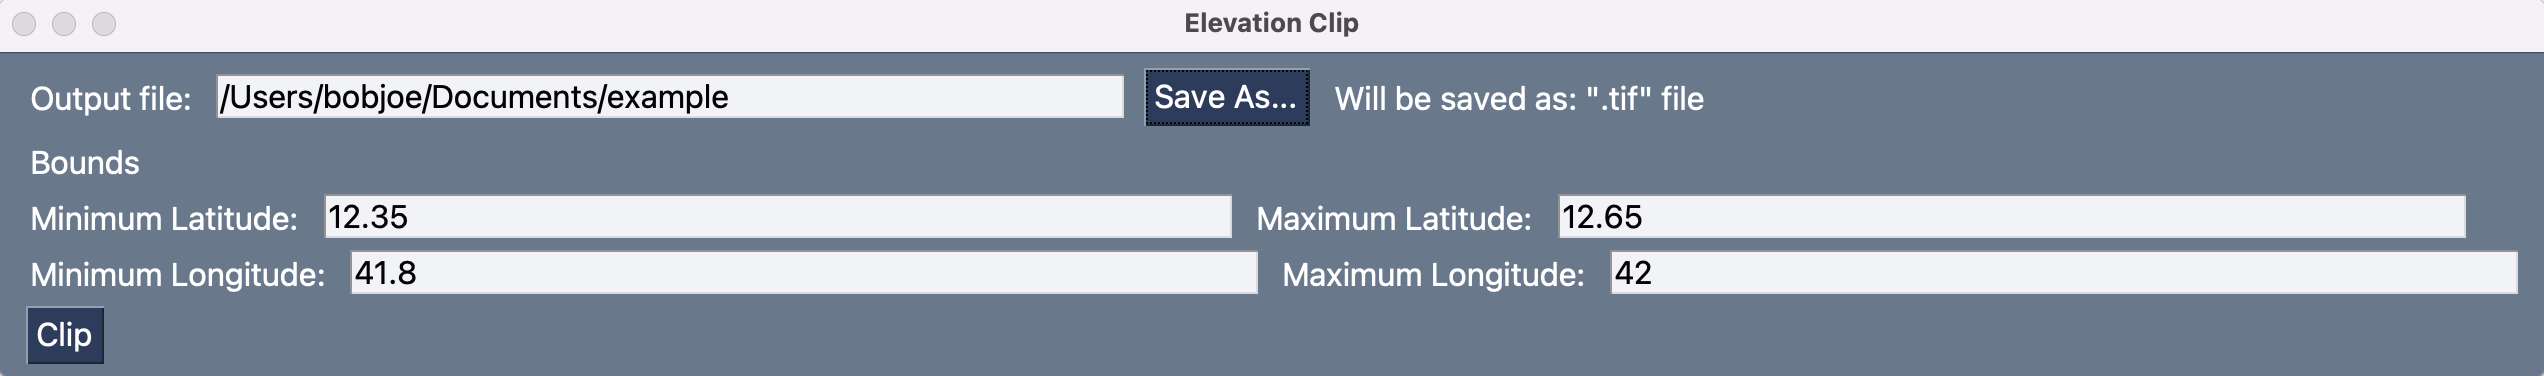 Elevation Clip
Output file: /Users/bobjoe/Documents/example Save As... Will be saved as: ".tif" file
Bounds
Minimum Latitude: 12.35 Maximum Latitude: 12.65
Minimum Longitude: 41.8 Maximum Longitude: 42
Clip